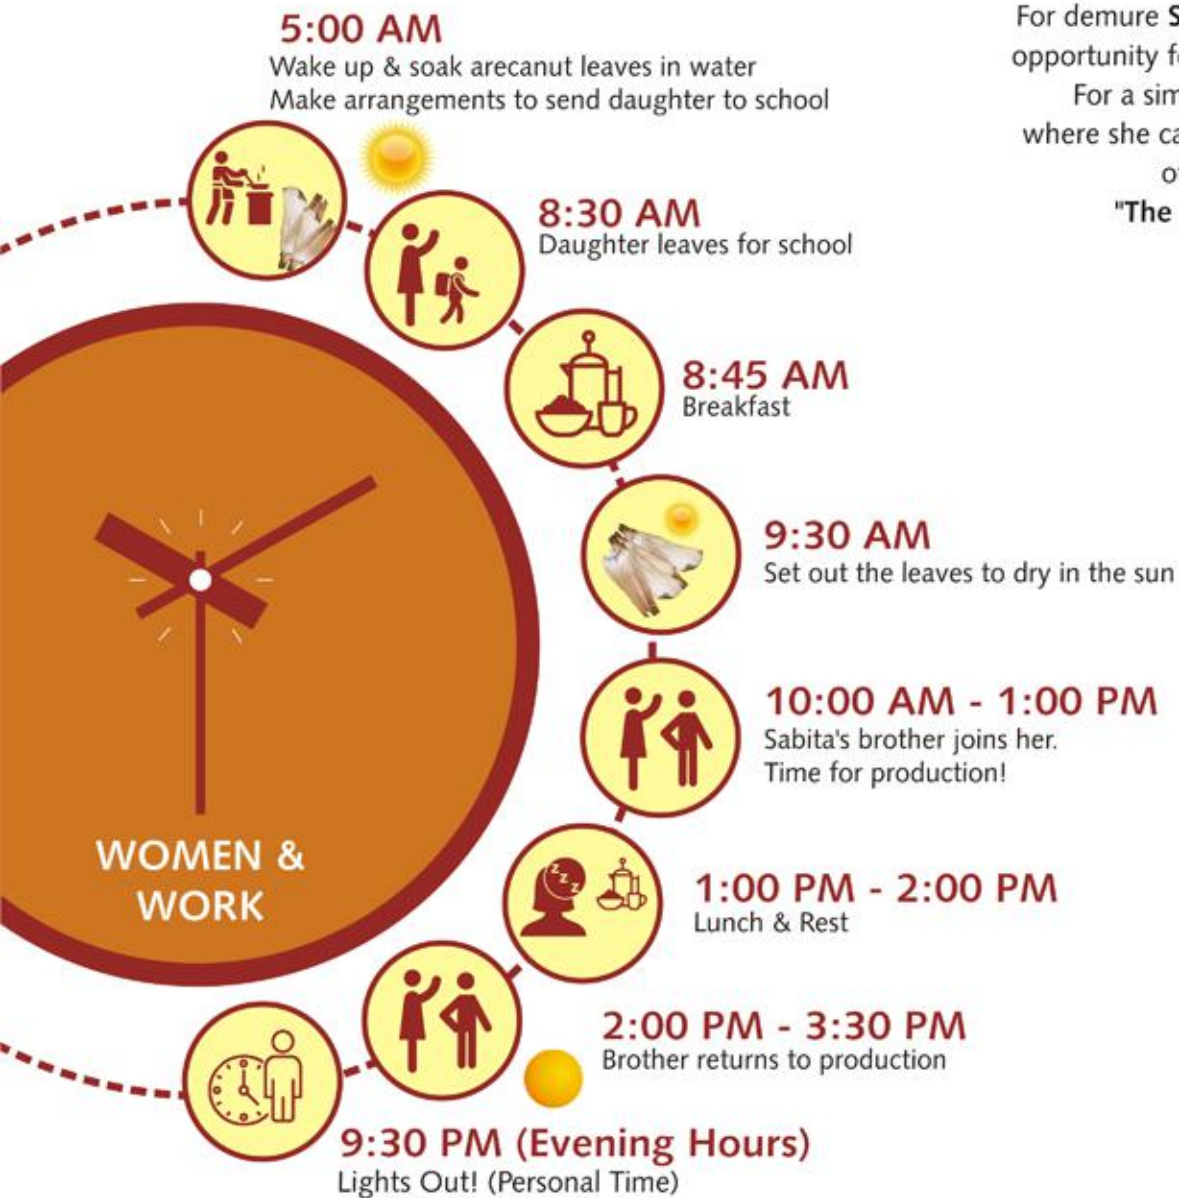 5:00 AM
Wake up & soak arecanut leaves in water
Make arrangements to send daughter to school
For demure
opportunity
For a
where she
"The
8:30 AM
Daughter leaves for school
8:45 AM
Breakfast
9:30 AM
Set out the leaves to dry in the sun
10:00 AM - 1:00 PM
Sabita's brother joins her.
Time for production!
z z z
1:00 PM - 2:00 PM
Lunch & Rest
2:00 PM - 3:30 PM
Brother returns to production
9:30 PM (Evening Hours)
Lights Out! (Personal Time)
WOMEN &
WORK